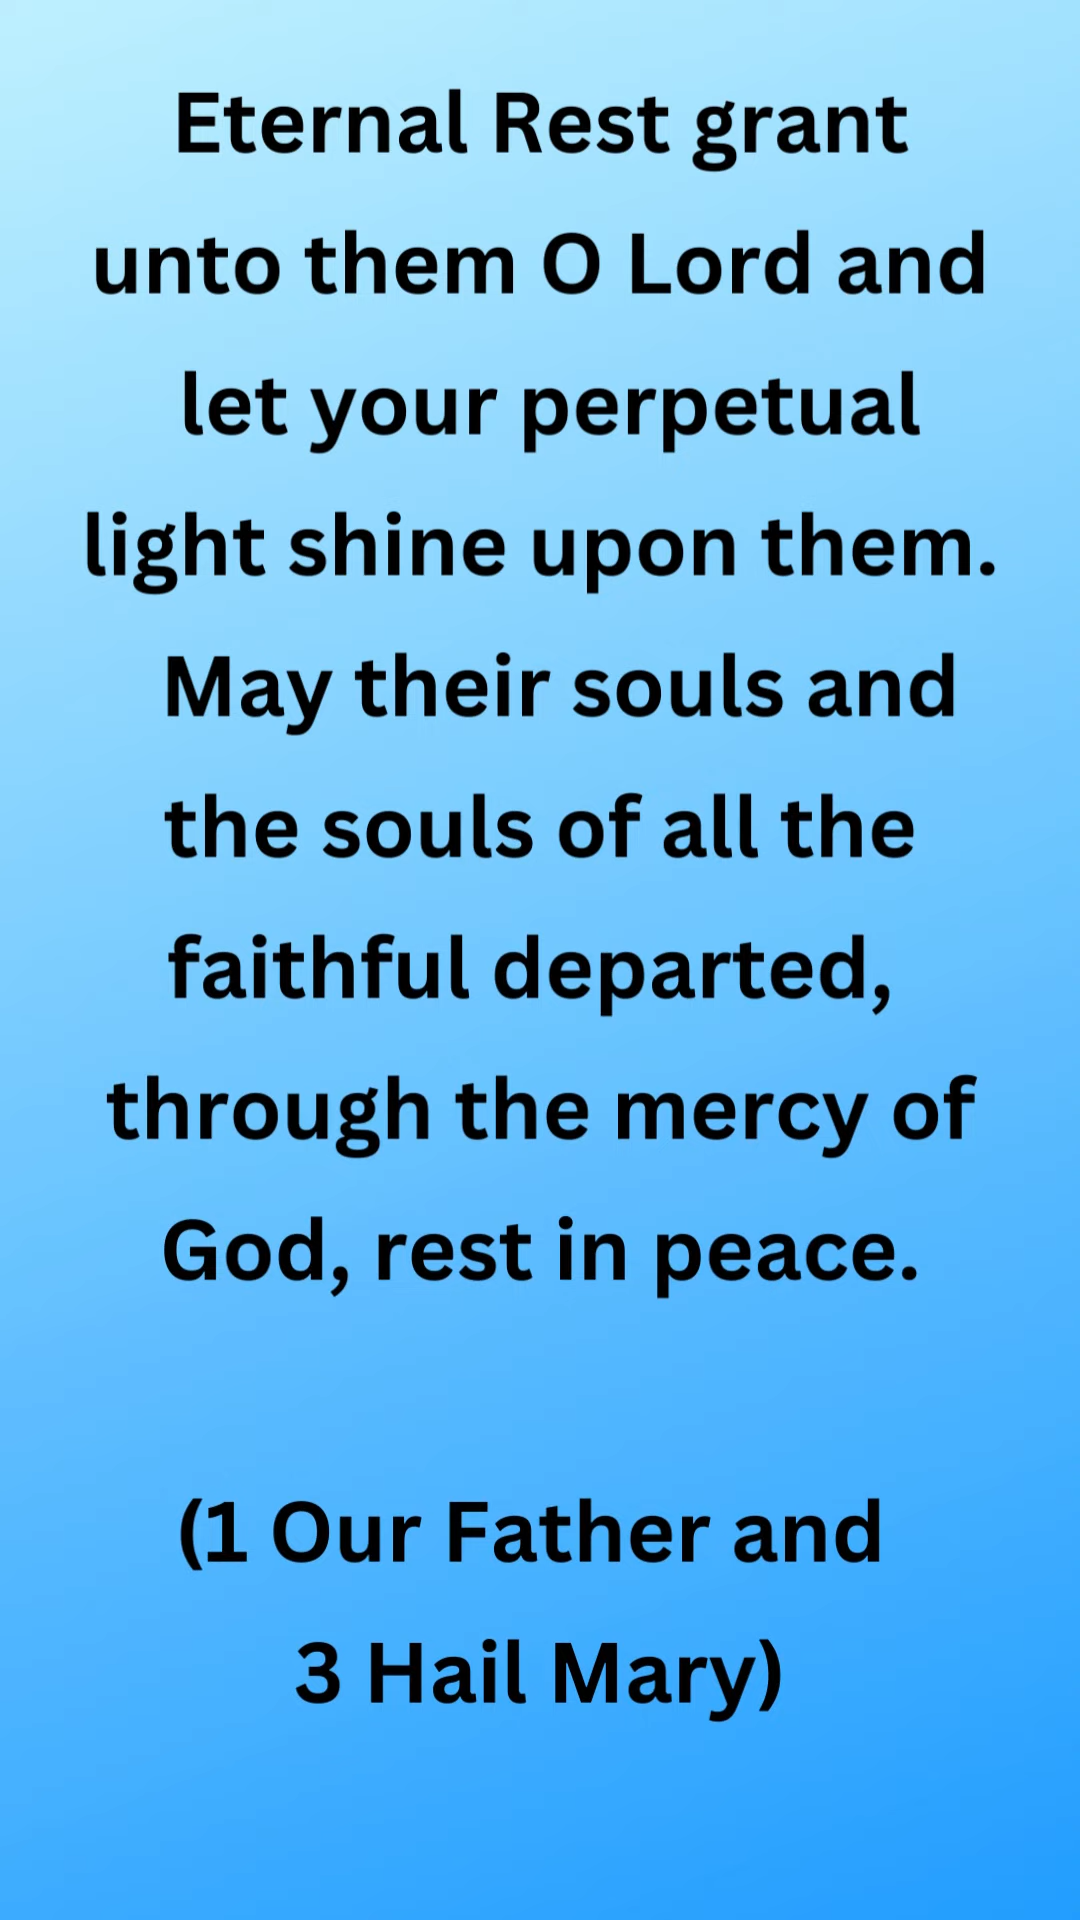 Eternal Rest grant
unto them O Lord and
let your perpetual
light shine upon them.
May their souls and
the souls of all the
faithful departed,
through the mercy of
God, rest in peace.
(1 Our Father and
3 Hail Mary)